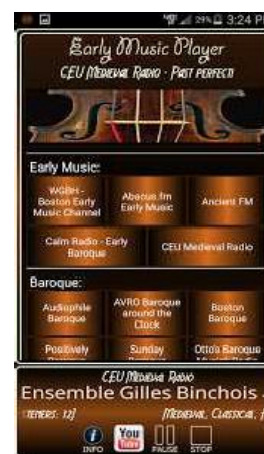 29% 3:24 P
Early Music Player
CEU Medieval Radio - Past perfect!
Early Music:
WGBH -
Boston Early
Music Channel
Abacus.fm
Early Music
Ancient FM
Calm Radio - Early
Baroque
CEU Medieval Radio
Baroque:
Audiophile
Baroque
AVRO Baroque
around the
Clock
Boston
Baroque
Positively
Sunday
Otto's Baroque
CEU Medieval Radio
Ensemble Gilles Binchois -
teners: 12]
[Medieval, Classical,
i
You
Tube
INFO
PAUSE
STOP